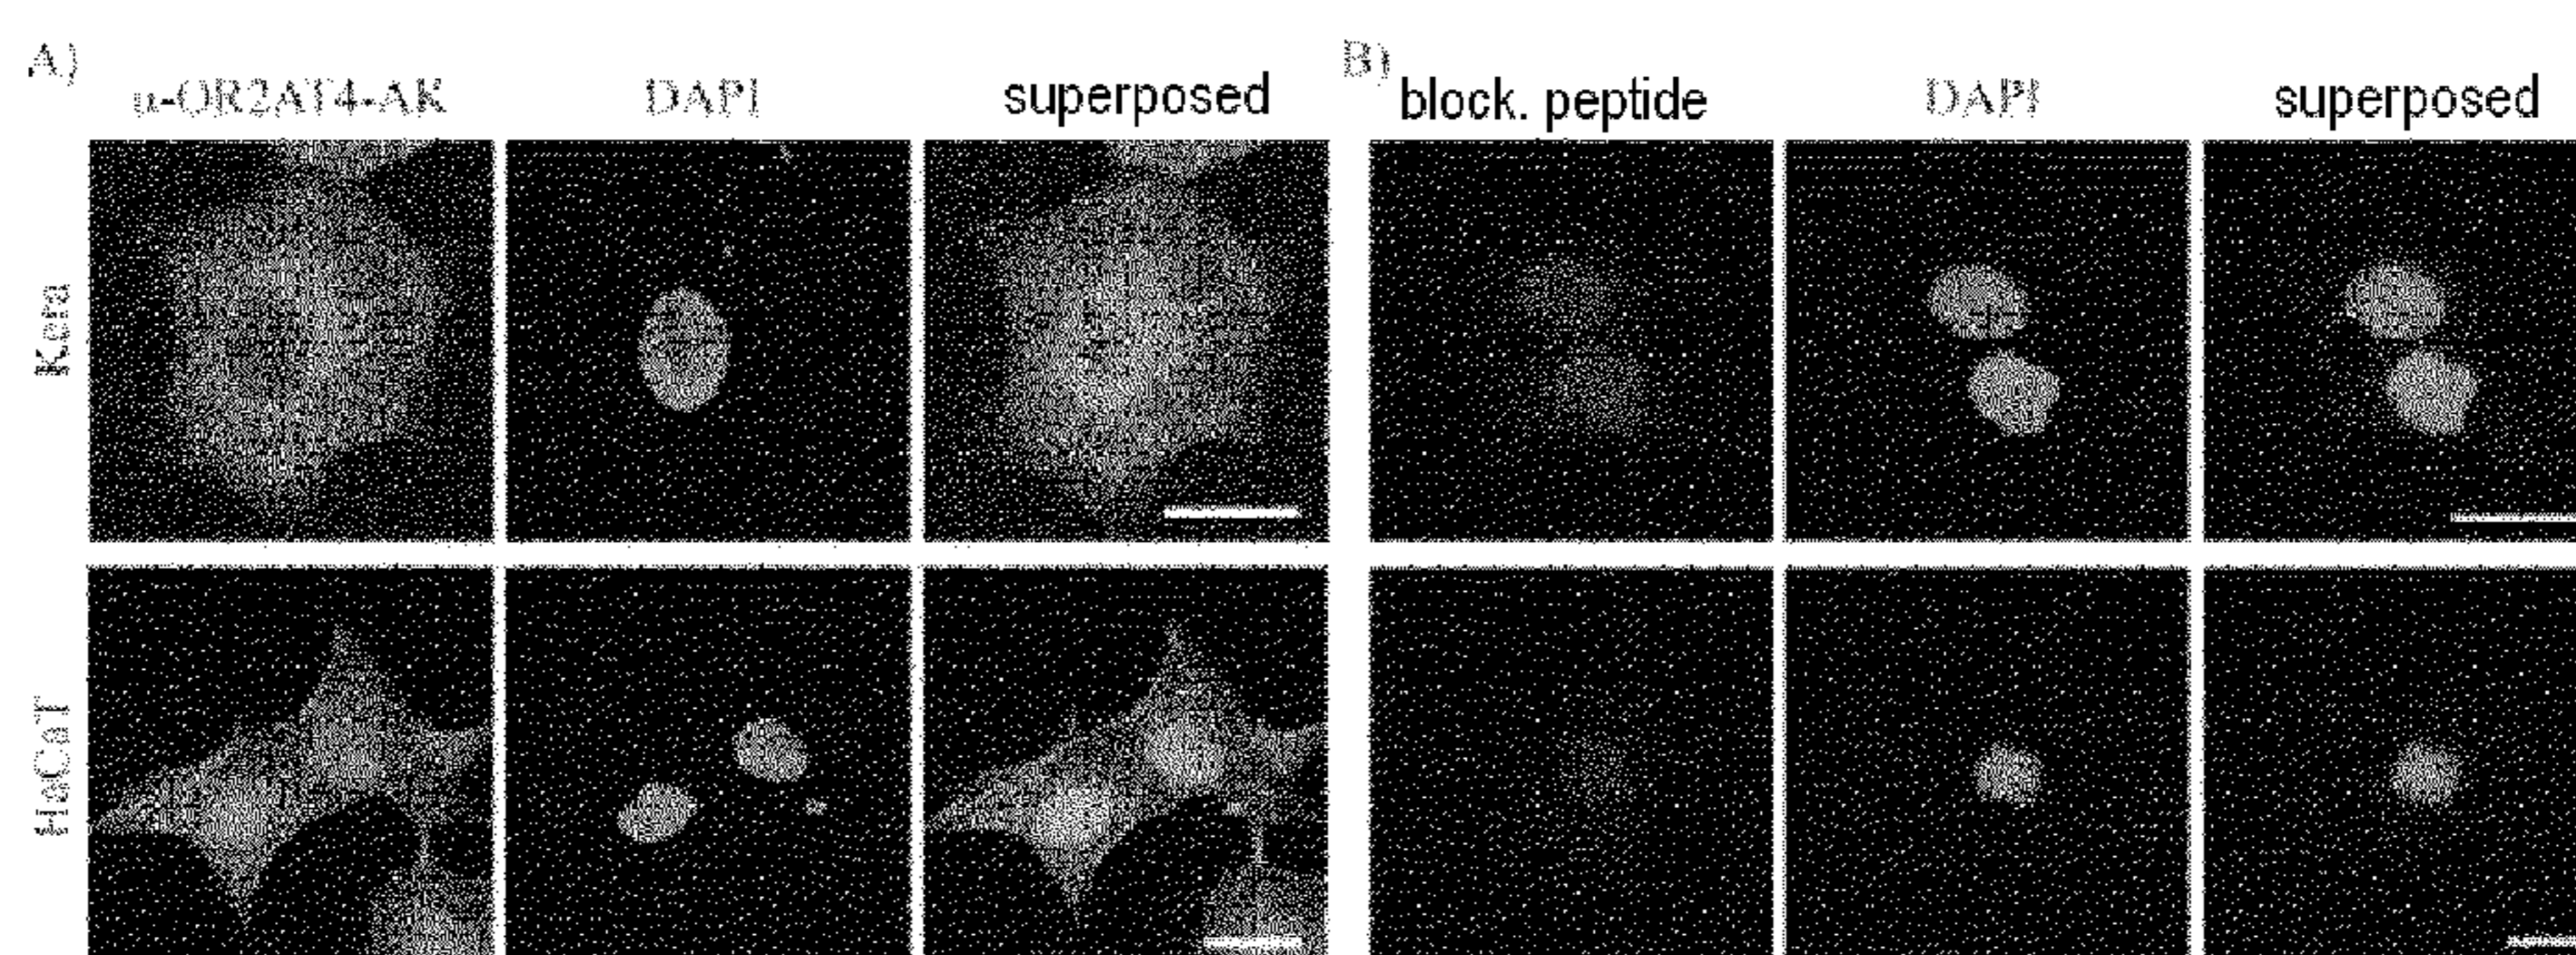 A)
α-OR2AT4-AK DAPI superposed
B)
block. peptide DAPI superposed
Kera
HaCaT